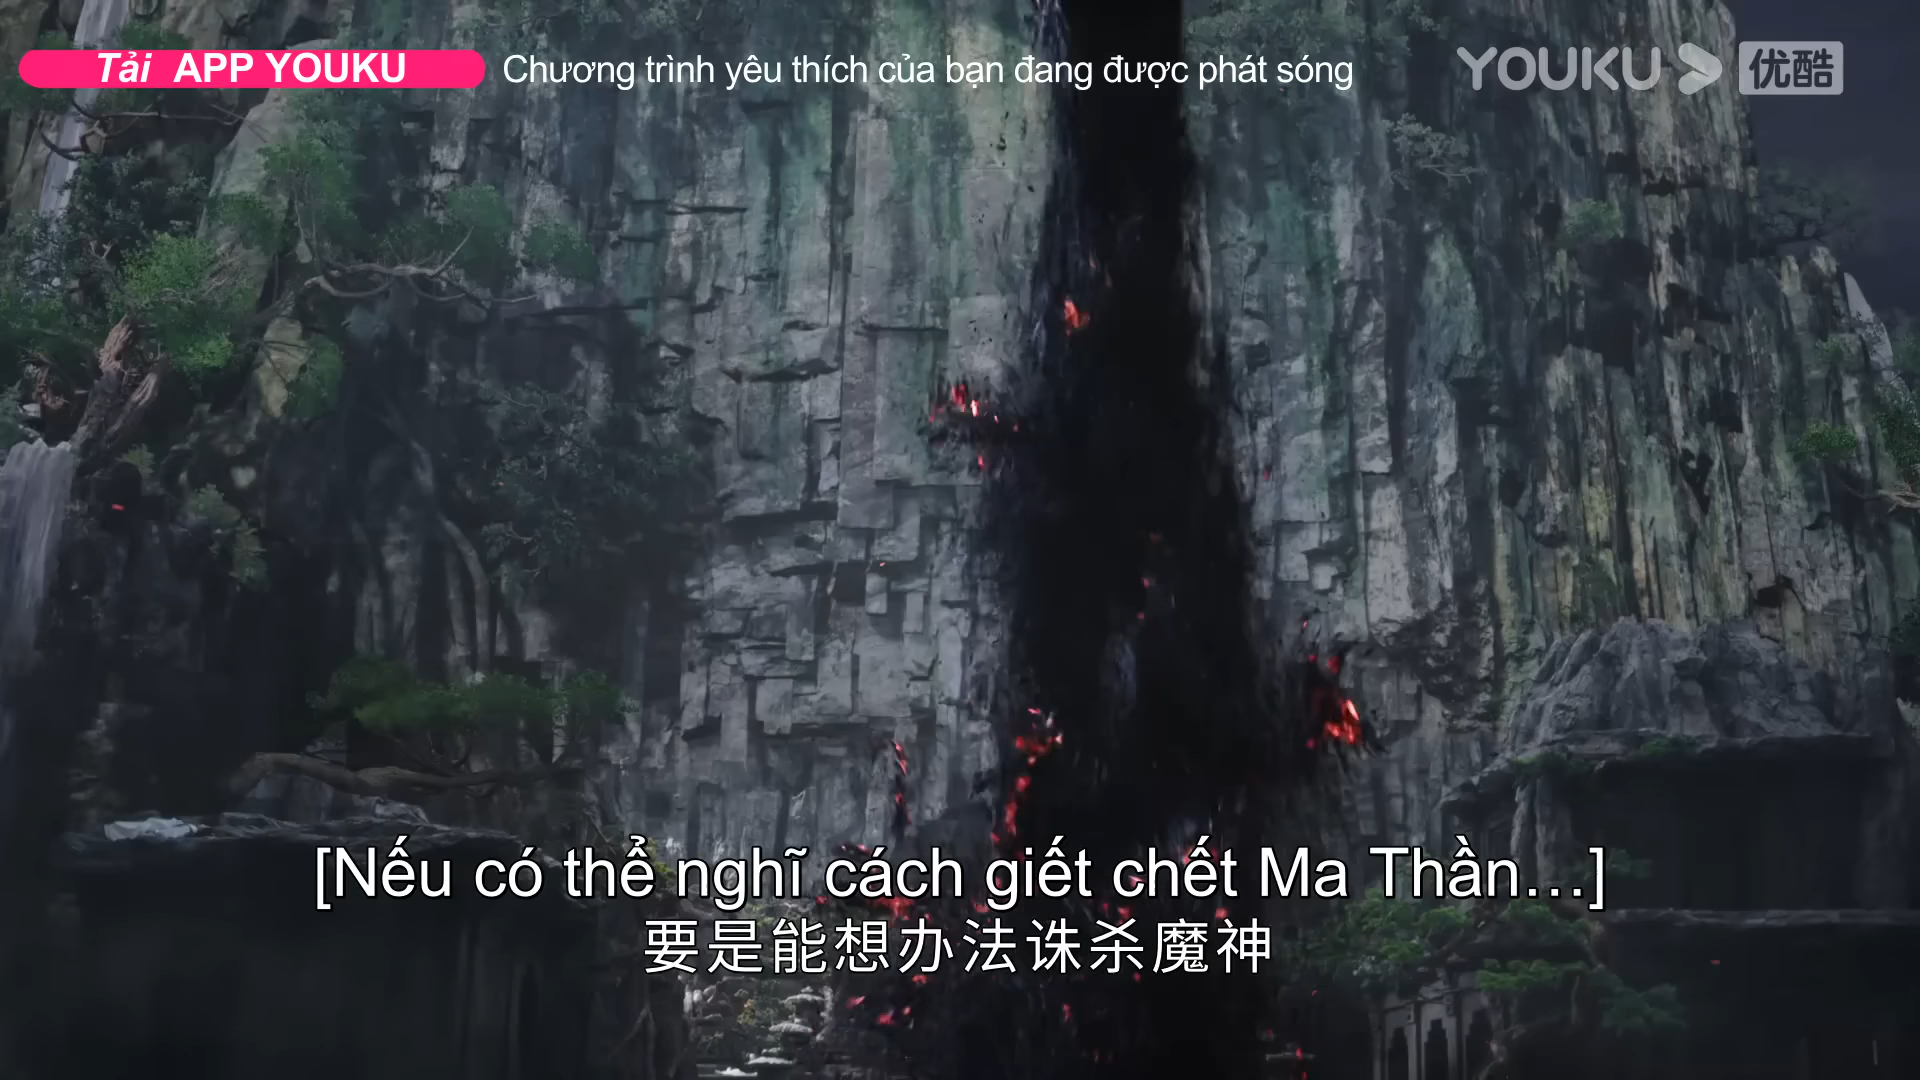 Tải APP YOUKU Chương trình yêu thích của bạn đang được phát sóng YOUKU 优酷
[Nếu có thể nghĩ cách giết chết Ma Thần...]
要是能想办法诛杀魔神